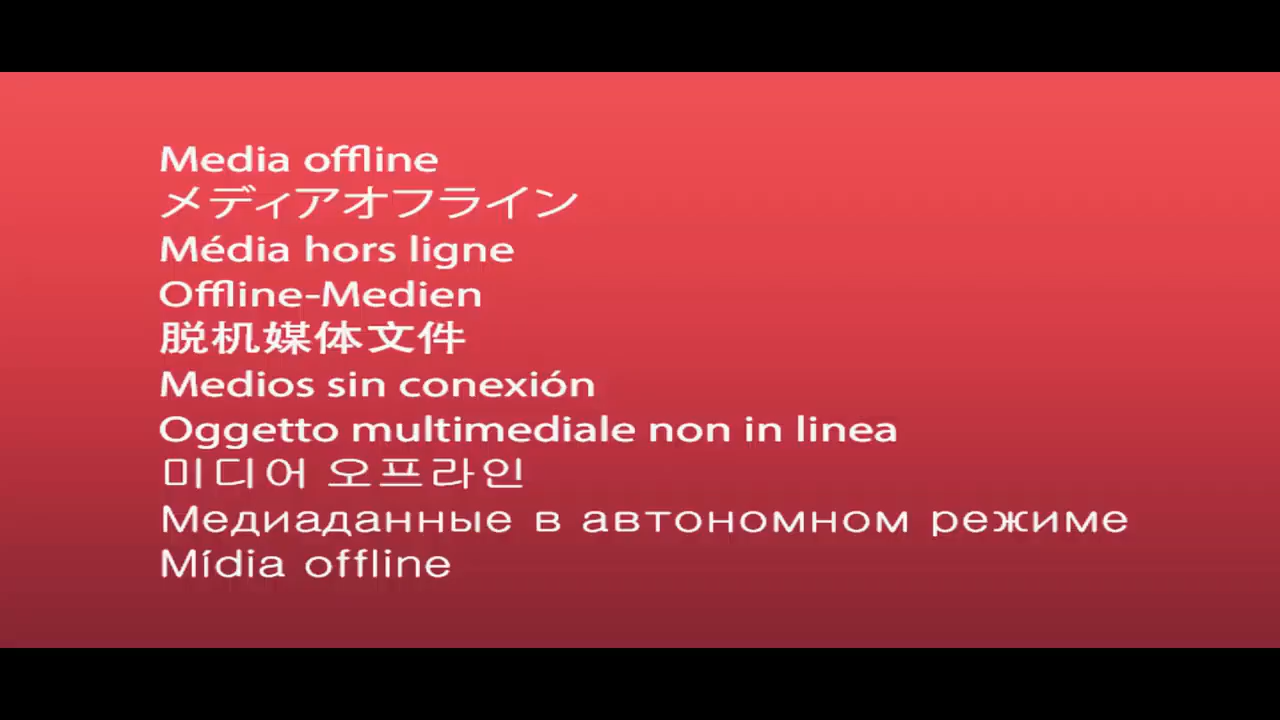 Media offline
メディアオフライン
Média hors ligne
Offline-Medien
脱机媒体文件
Medios sin conexión
Oggetto multimediale non in linea
미디어 오프라인
Медиаданные в автономном режиме
Mídia offline